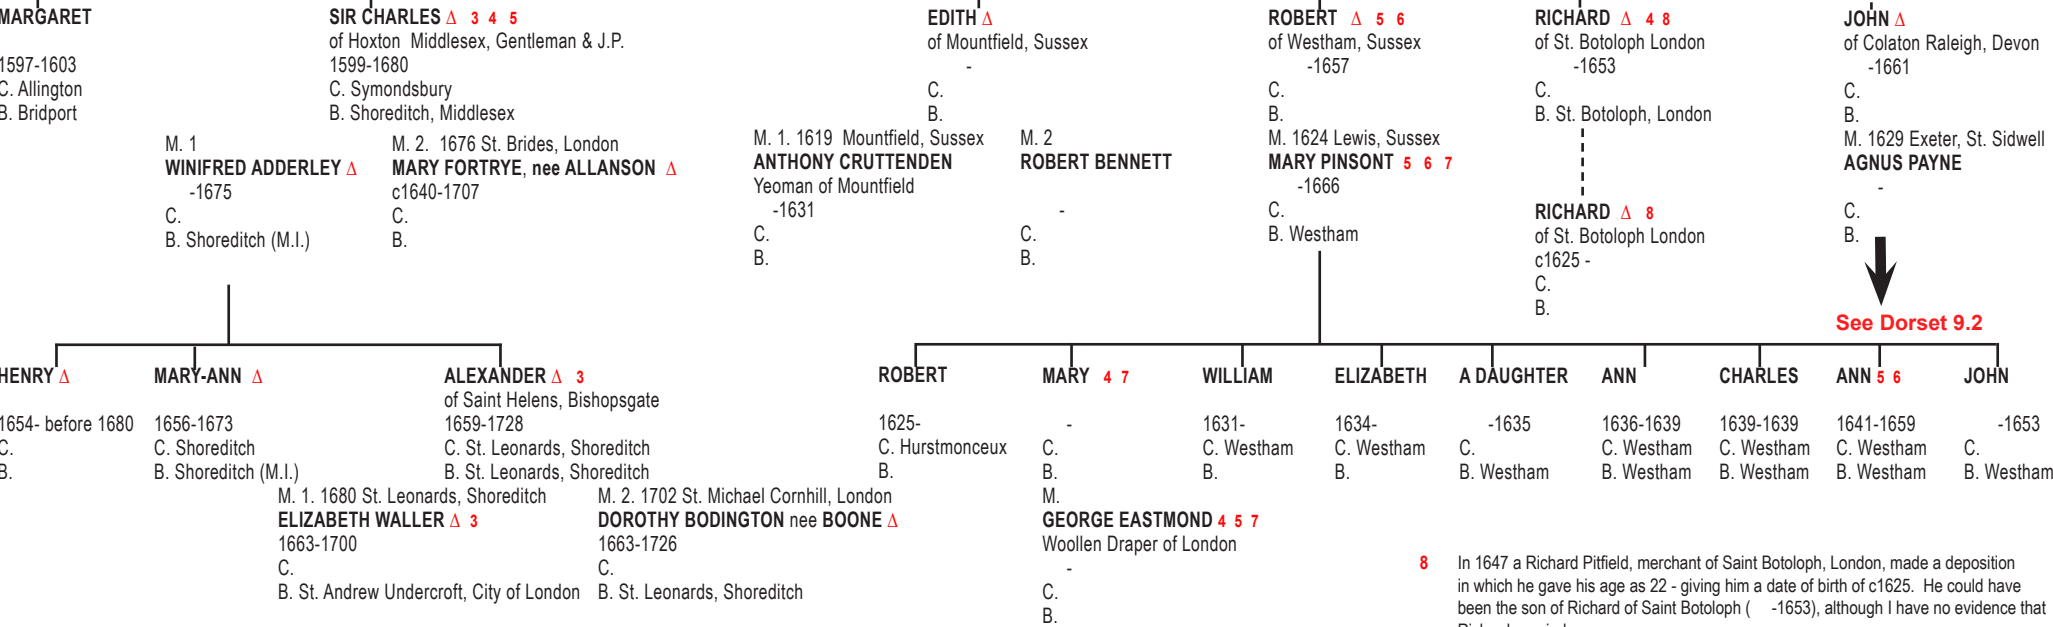 MARGARET
1597-1603
C. Allington
B. Bridport
SIR CHARLES Δ 3 4 5
of Hoxton Middlesex, Gentleman & J.P.
1599-1680
C. Symondsbury
B. Shoreditch, Middlesex
M. 1
WINIFRED ADDERLEY Δ
-1675
C.
B. Shoreditch (M.I.)
M. 2. 1676 St. Brides, London
MARY FORTRYE, nee ALLANSON Δ
c1640-1707
C.
B.
EDITH Δ
of Mountfield, Sussex
-
C.
B.
M. 1. 1619 Mountfield, Sussex
ANTHONY CRUTTENDEN
Yeoman of Mountfield
-1631
C.
B.
M. 2
ROBERT BENNETT
-
C.
B.
ROBERT Δ 5 6
of Westham, Sussex
-1657
C.
B.
M. 1624 Lewis, Sussex
MARY PINSONT 5 6 7
-1666
C.
B. Westham
RICHARD Δ 4 8
of St. Botoloph London
-1653
C.
B. St. Botoloph, London
RICHARD Δ 8
of St. Botoloph London
c1625 -
C.
B.
JOHN Δ
of Colaton Raleigh, Devon
-1661
C.
B.
M. 1629 Exeter, St. Sidwell
AGNUS PAYNE
-
C.
B.
See Dorset 9.2
HENRY Δ
1654- before 1680
C.
B.
MARY-ANN Δ
1656-1673
C. Shoreditch
B. Shoreditch (M.I.)
ALEXANDER Δ 3
of Saint Helens, Bishopsgate
1659-1728
C. St. Leonards, Shoreditch
B. St. Leonards, Shoreditch
M. 1. 1680 St. Leonards, Shoreditch
ELIZABETH WALLER Δ 3
1663-1700
C.
B. St. Andrew Undercroft, City of London
M. 2. 1702 St. Michael Cornhill, London
DOROTHY BODINGTON nee BOONE Δ
1663-1726
C.
B. St. Leonards, Shoreditch
ROBERT
1625-
C. Hurstmonceux
B.
MARY 4 7
-
C.
B.
M.
GEORGE EASTMOND 4 5 7
Woollen Draper of London
-
C.
B.
WILLIAM
1631-
C. Westham
B.
ELIZABETH
1634-
C. Westham
B.
A DAUGHTER
-1635
C.
B. Westham
ANN
1636-1639
C. Westham
B. Westham
CHARLES
1639-1639
C. Westham
B. Westham
ANN 5 6
1641-1659
C. Westham
B. Westham
JOHN
-1653
C.
B. Westham
8 In 1647 a Richard Pitfield, merchant of Saint Botoloph, London, made a deposition
in which he gave his age as 22 - giving him a date of birth of c1625. He could have
been the son of Richard of Saint Botoloph ( -1653), although I have no evidence that